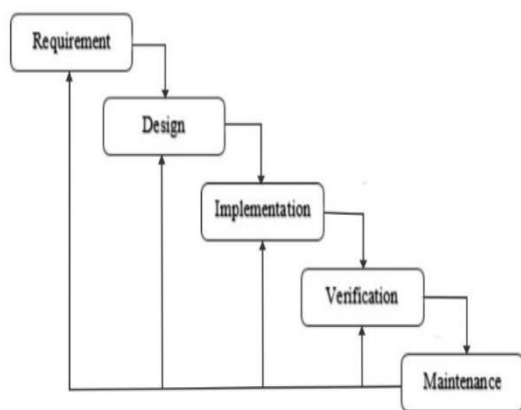 Requirement
Design
Implementation
Verification
Maintenance